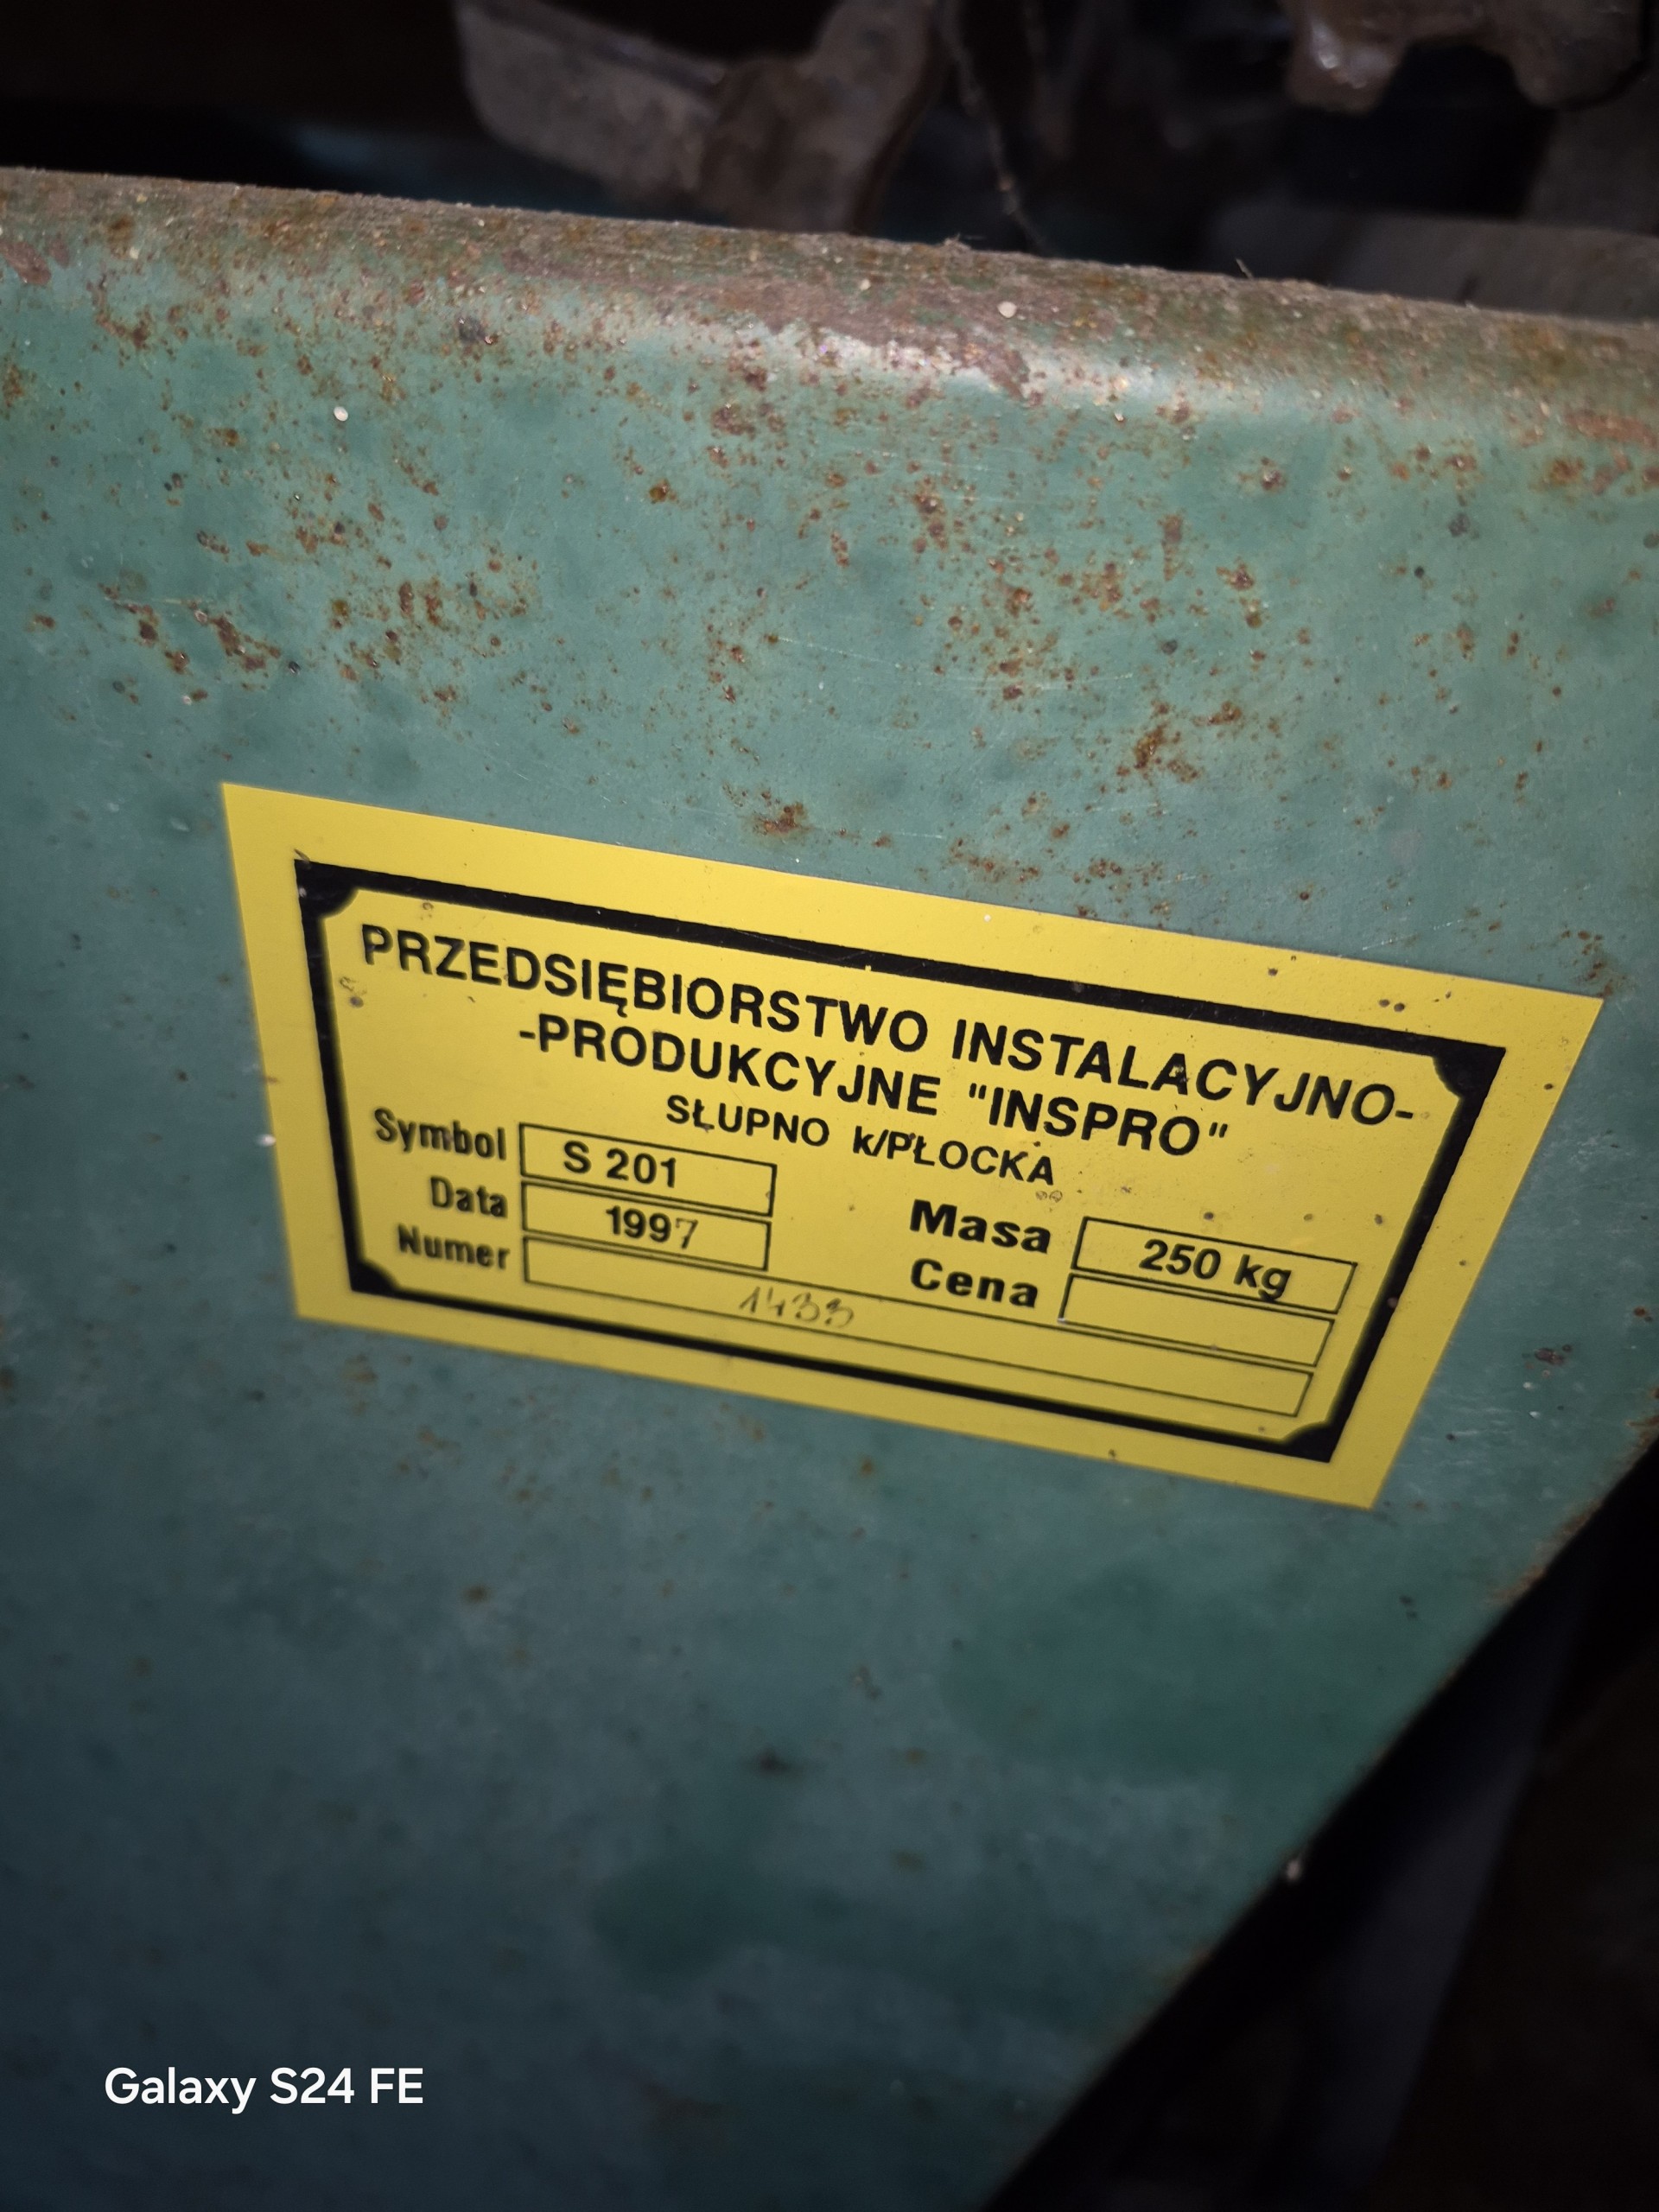 PRZEDSIĘBIORSTWO INSTALACYJNO-
-PRODUKCYJNE "INSPRO"
SŁUPNO k/PŁOCKA
Symbol S 201
Data 1997
Masa 250 kg
Numer 1433
Cena
Galaxy S24 FE